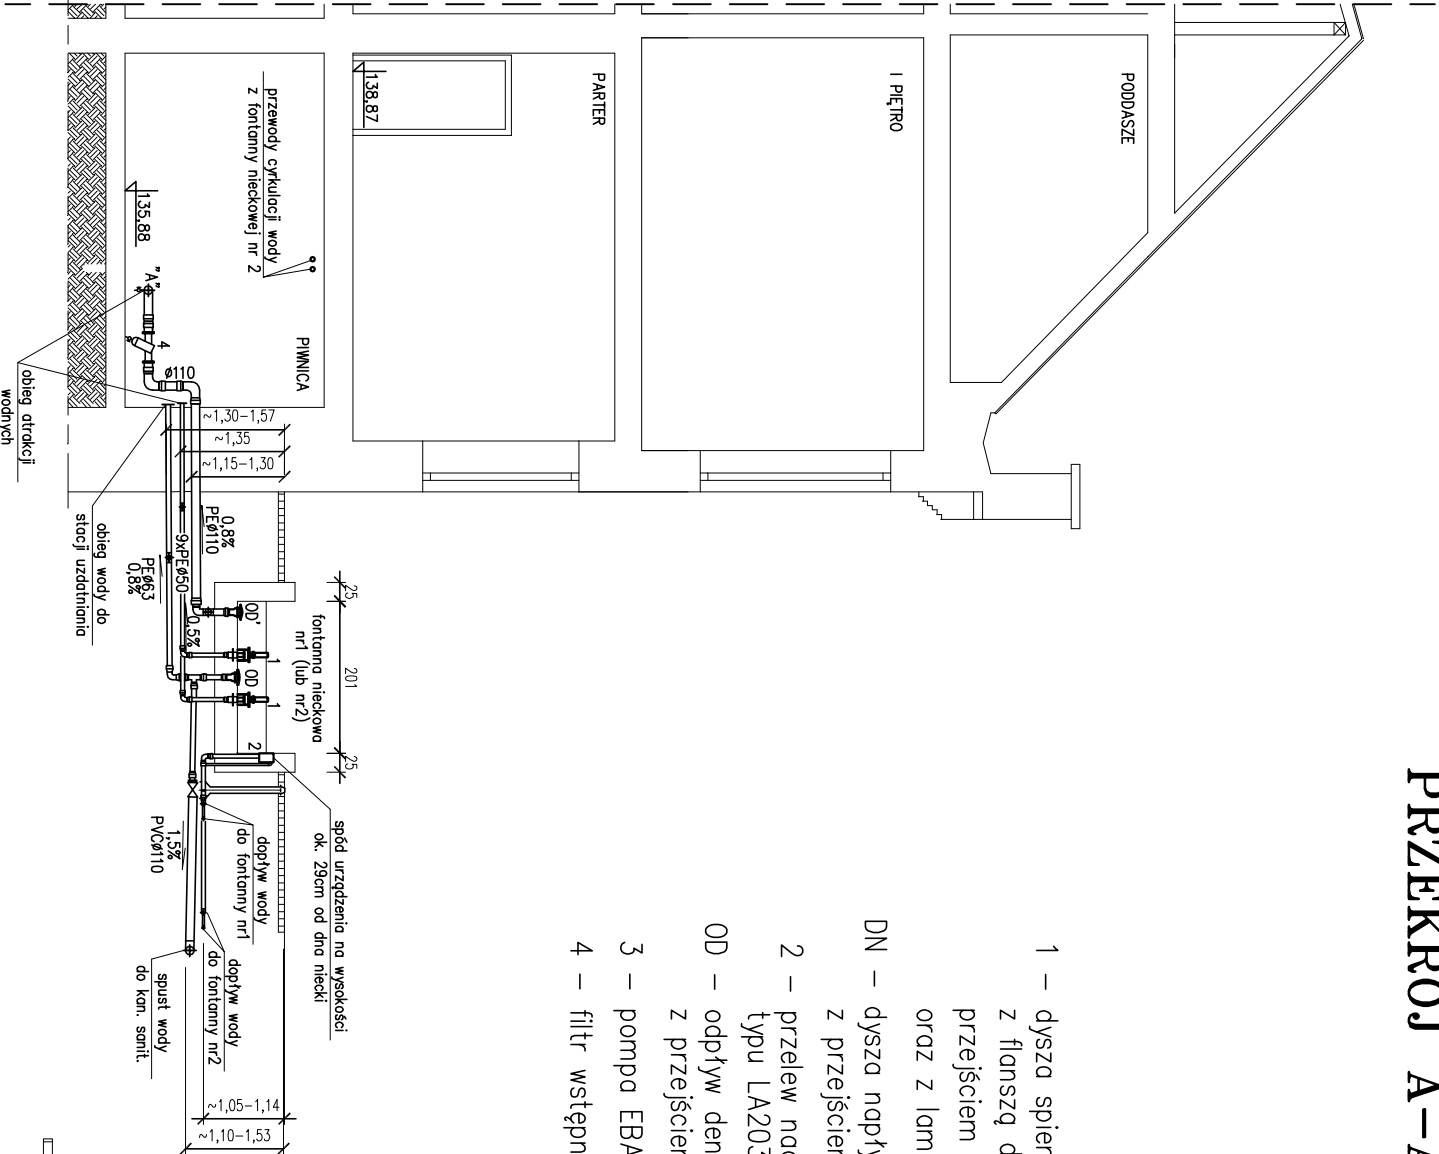 PRZEKRÓJ A-A
PODDASZE
I PIĘTRO
PARTER
138,87
przewody cyrkulacji wody
z fontanny nieckowej nr 2
135,88
"A"
4
ø110
PIWNICA
obieg atrakcji
wodnych
~1,30-1,57
~1,35
~1,15-1,30
obieg wody do
stacji uzdatniania
0,8%
PEø110
9xPEø50
PEø63
0,8%
0,5%
25
201
25
fontanna nieckowa
nr1 (lub nr2)
OD'
1
OD
1
2
spód urządzenia na wysokości
ok. 29cm od dna niecki
1,5%
PVCø110
dopływ wody
do fontanny nr1
dopływ wody
do fontanny nr2
spust wody
do kan. sanit.
~1,05-1,14
~1,10-1,53
1 - dysza spien
z flanszą d
przejściem
oraz z lam
DN - dysza napły
z przejścien
2 - przelew nad
typu LA203
OD - odpływ den
z przejścien
3 - pompa EBA
4 - filtr wstępn